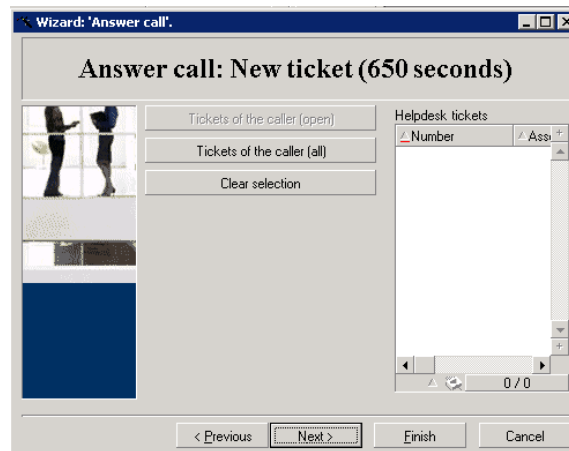 Wizard: 'Answer call'.
Answer call: New ticket (650 seconds)
Tickets of the caller (open)
Tickets of the caller (all)
Clear selection
Helpdesk tickets
Number Ass
0 / 0
< Previous Next > Finish Cancel